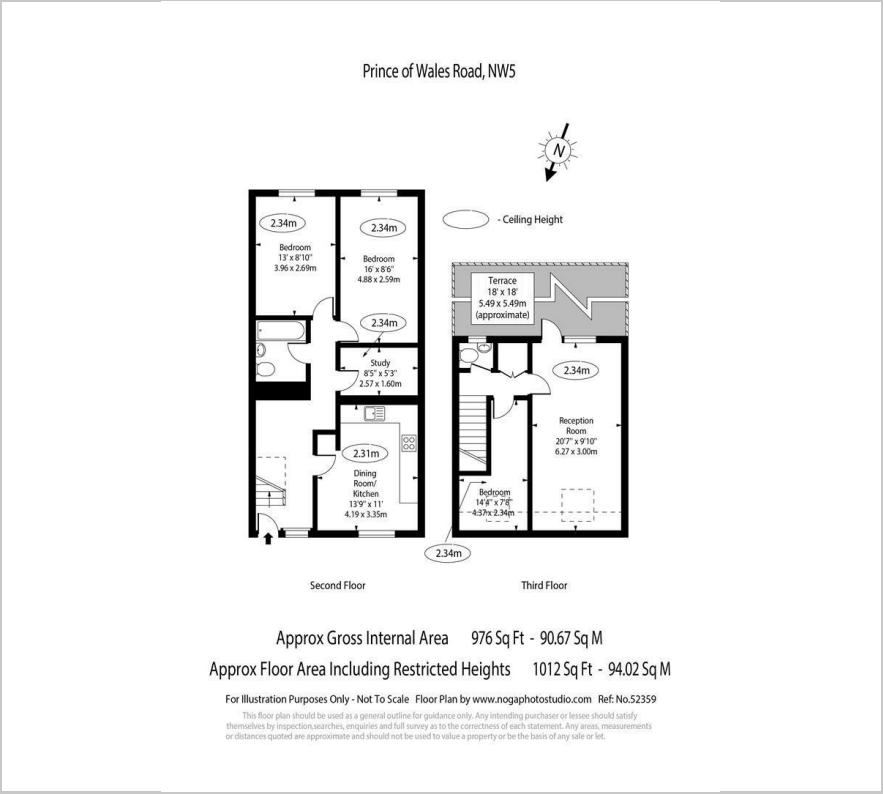 Prince of Wales Road, NW5
N
- Ceiling Height
2.34m
Bedroom
13' x 8'10"
3.96 x 2.69m
2.34m
Bedroom
16' x 8'6"
4.88 x 2.59m
2.34m
Study
8'5" x 5'3"
2.57 x 1.60m
2.31m
Dining
Room/
Kitchen
13'9" x 11'
4.19 x 3.35m
Terrace
18' x 18'
5.49 x 5.49m
(approximate)
2.34m
Reception
Room
20'7" x 9'10"
6.27 x 3.00m
Bedroom
14'4" x 7'8"
4.37 x 2.34m
2.34m
Second Floor
Third Floor
Approx Gross Internal Area 976 Sq Ft - 90.67 Sq M
Approx Floor Area Including Restricted Heights 1012 Sq Ft - 94.02 Sq M
For Illustration Purposes Only - Not To Scale Floor Plan by www.nogaphotostudio.com Ref: No.52359
This floor plan should be used as a general outline for guidance only. Any intending purchaser or lessee should satisfy
themselves by inspection,searches, enquiries and full survey as to the correctness of each statement. Any areas, measurements
or distances quoted are approximate and should not be used to value a property or be the basis of any sale or let.